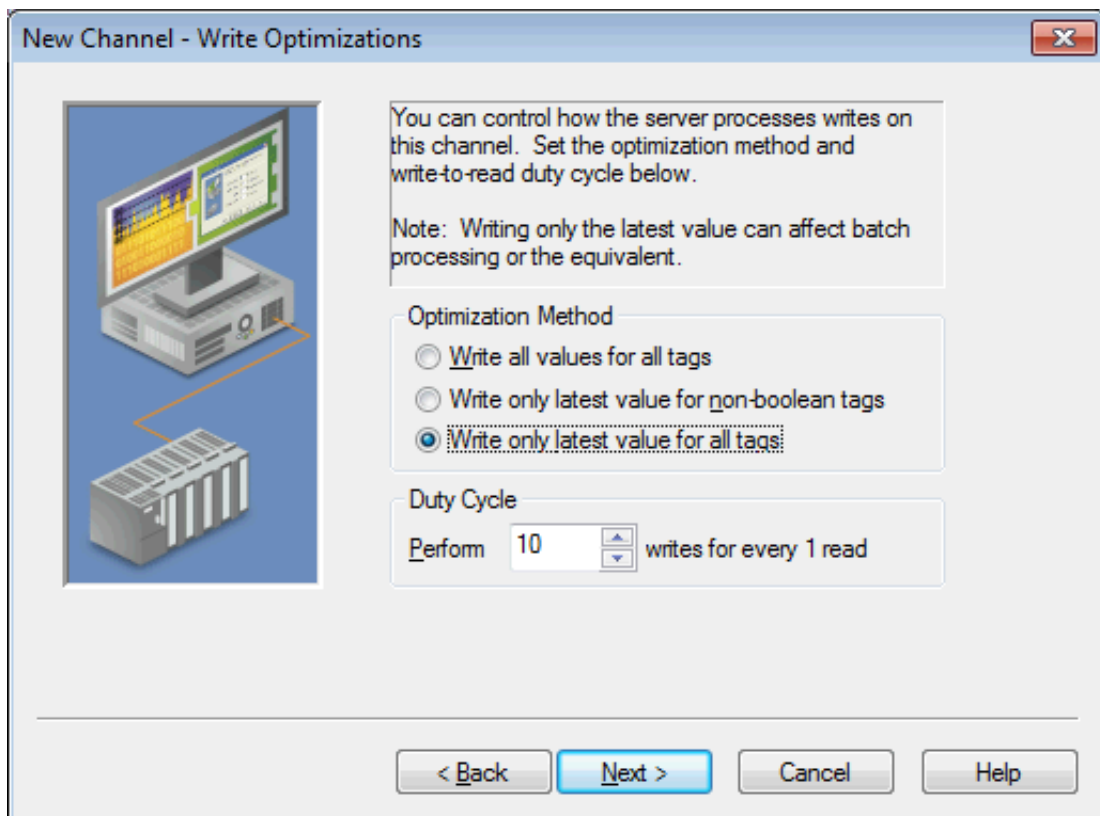 New Channel - Write Optimizations
You can control how the server processes writes on
this channel.  Set the optimization method and
write-to-read duty cycle below.
Note:  Writing only the latest value can affect batch
processing or the equivalent.
Optimization Method
Write all values for all tags
Write only latest value for non-boolean tags
Write only latest value for all tags
Duty Cycle
Perform 10 writes for every 1 read
< Back Next > Cancel Help